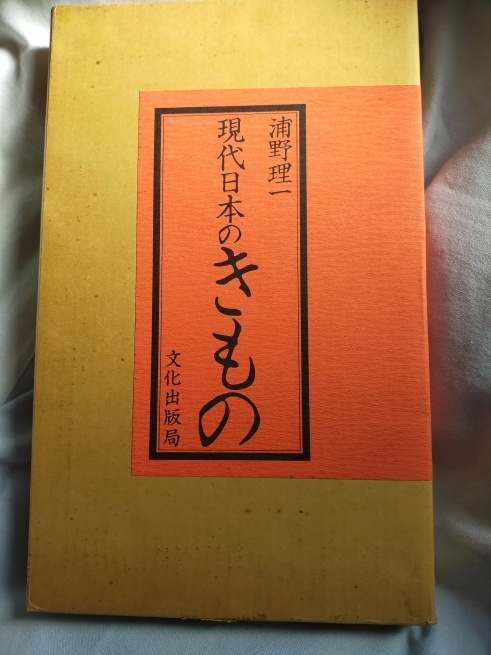 浦野理一
現代日本のきもの
文化出版局